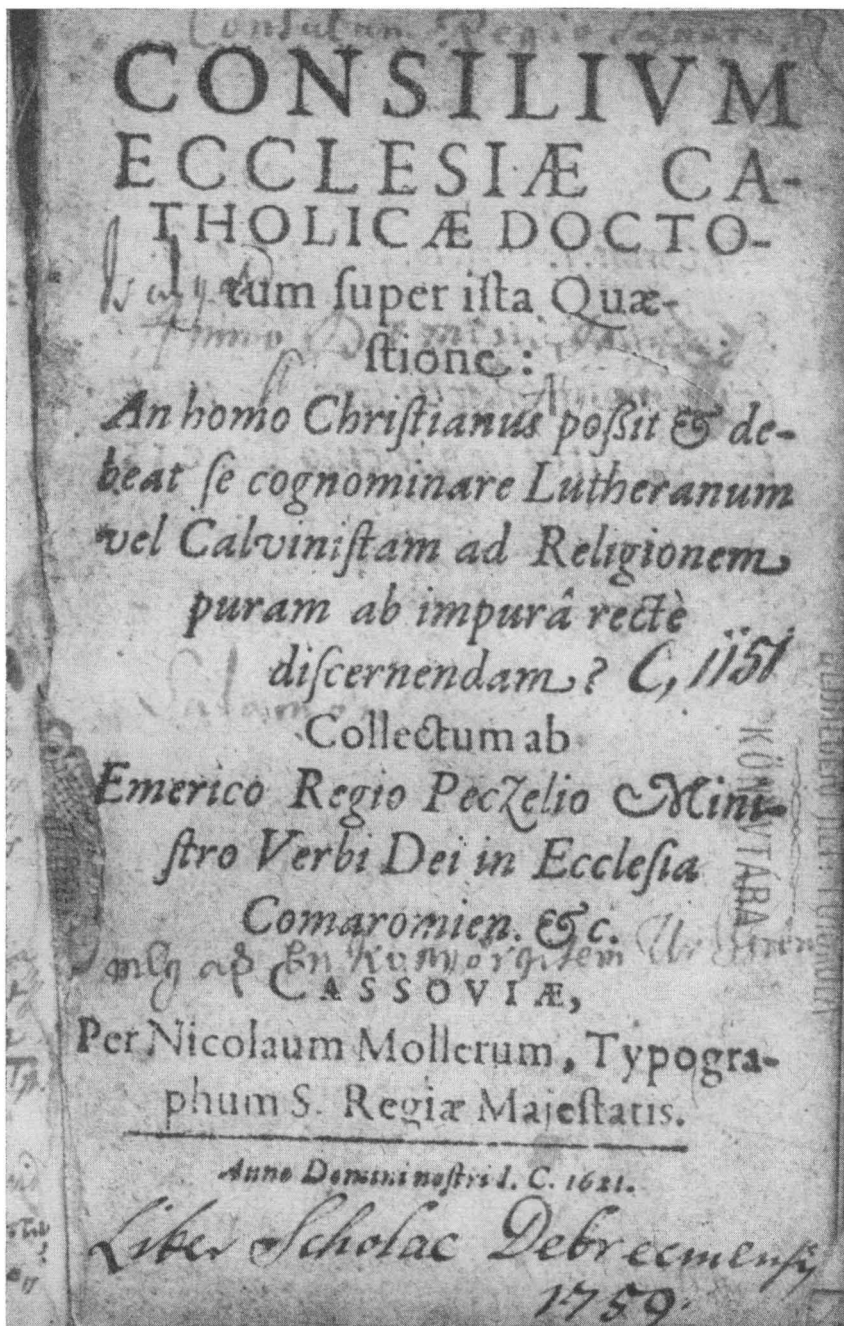 CONSILIVM
ECCLESIÆ CA-
THOLICÆ DOCTO-
rum ſuper iſta Quæ-
ſtione:
An homo Chriſtianus poßit & de-
beat ſe cognominare Lutheranum
vel Calviniſtam ad Religionem
puram ab impurâ rectè
diſcernendam? C, 1151
Collectum ab
Emerico Regio Peczelio Mini-
ſtro Verbi Dei in Eccleſia
Comaromien. &c.
CASSOVIÆ,
Per Nicolaum Mollerum, Typogra-
phum S. Regiæ Majeſtatis.
Anno Domini noſtri I. C. 1621.
Liber Scholae Debrecinensis
1759.
KÖNYVTÁRA